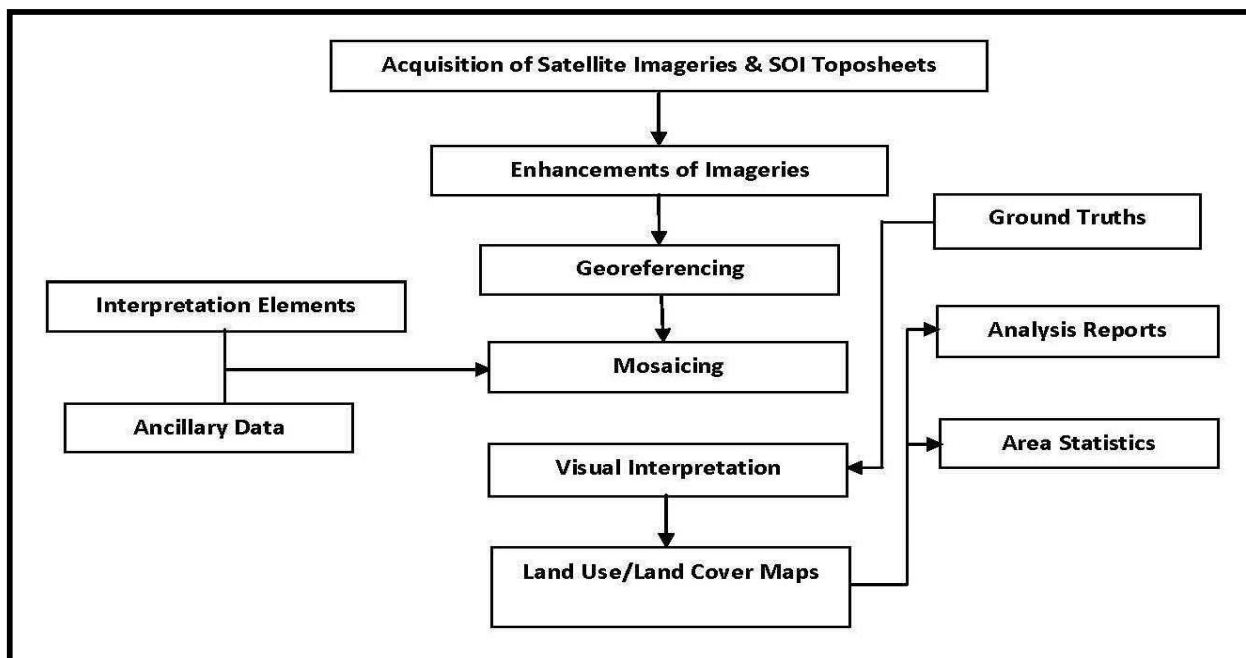 Acquisition of Satellite Imageries & SOI Toposheets
Enhancements of Imageries
Ground Truths
Georeferencing
Interpretation Elements
Analysis Reports
Mosaicing
Ancillary Data
Area Statistics
Visual Interpretation
Land Use/Land Cover Maps